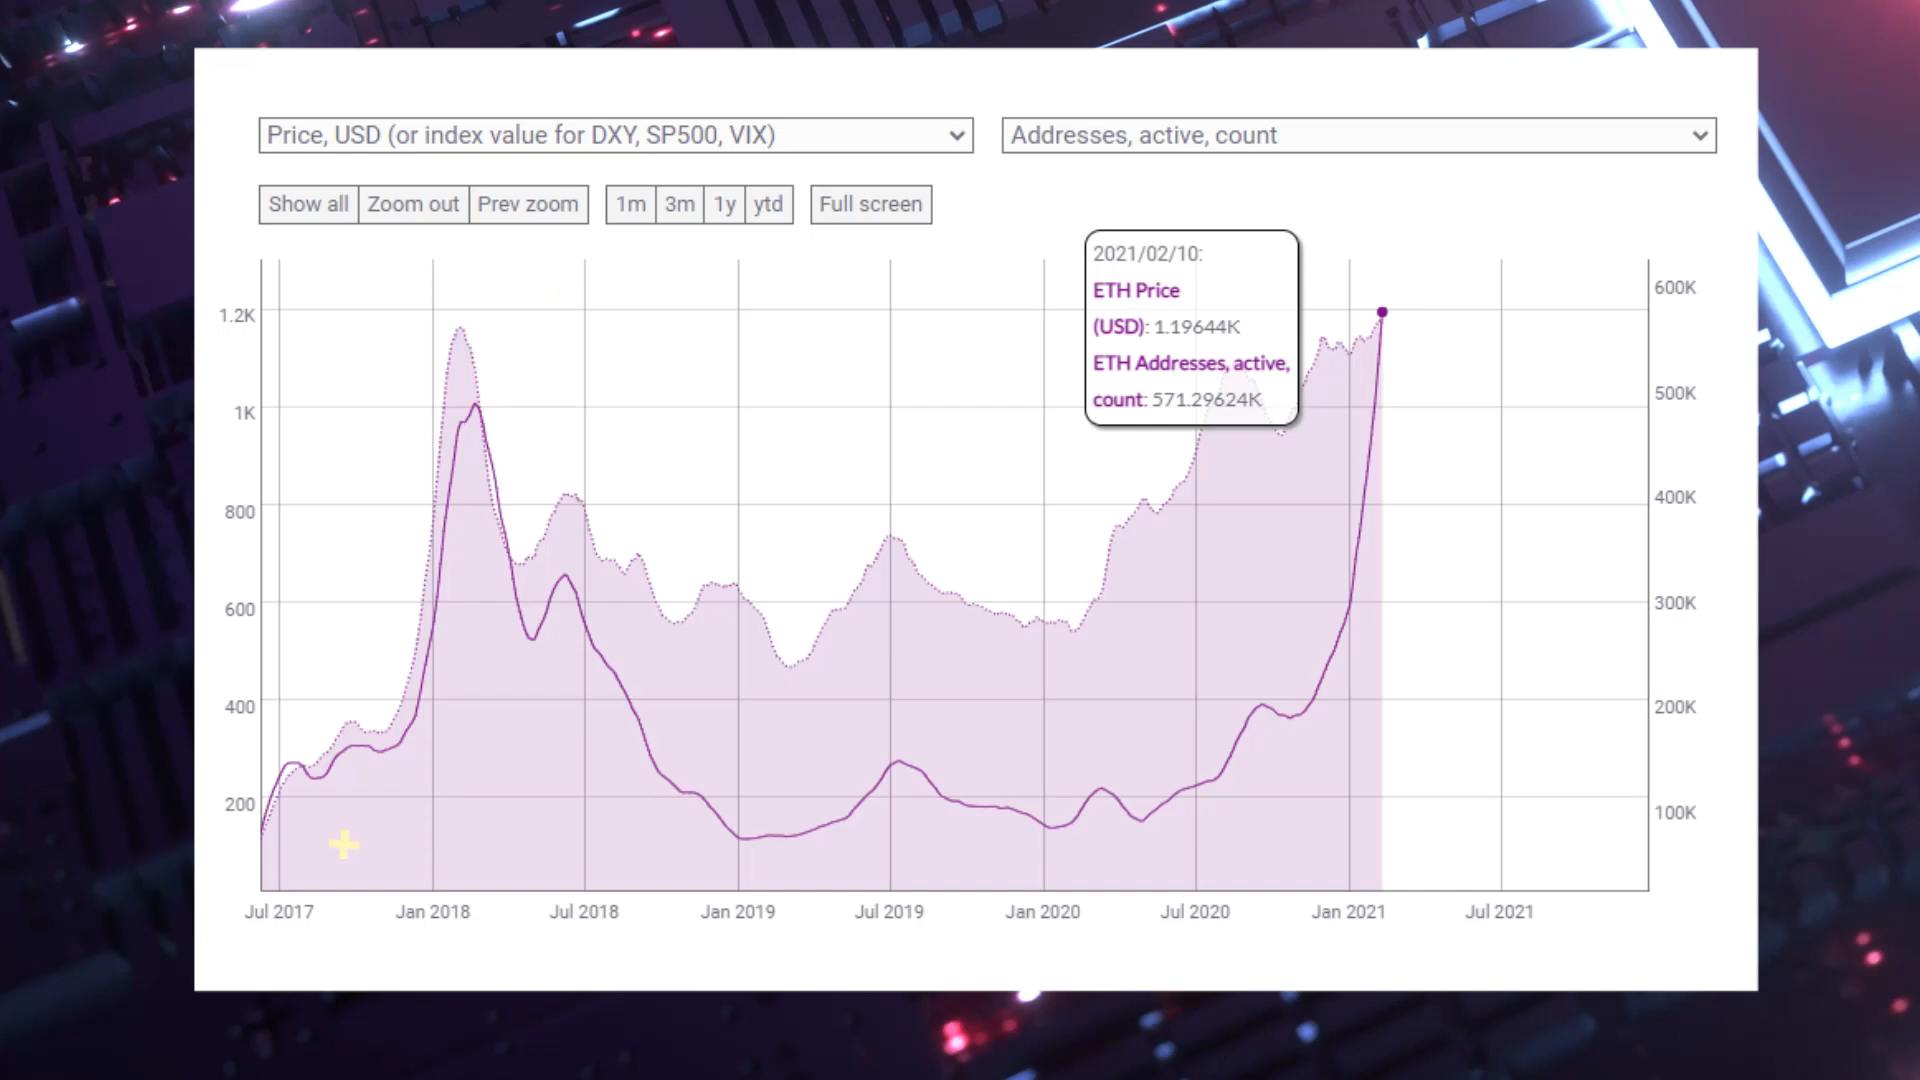 Price, USD (or index value for DXY, SP500, VIX)
Addresses, active, count
Show all
Zoom out
Prev zoom
1m
3m
1y
ytd
Full screen
2021/02/10:
ETH Price
(USD): 1.19644K
ETH Addresses, active,
count: 571.29624K
1.2K
1K
800
600
400
200
600K
500K
400K
300K
200K
100K
Jul 2017
Jan 2018
Jul 2018
Jan 2019
Jul 2019
Jan 2020
Jul 2020
Jan 2021
Jul 2021